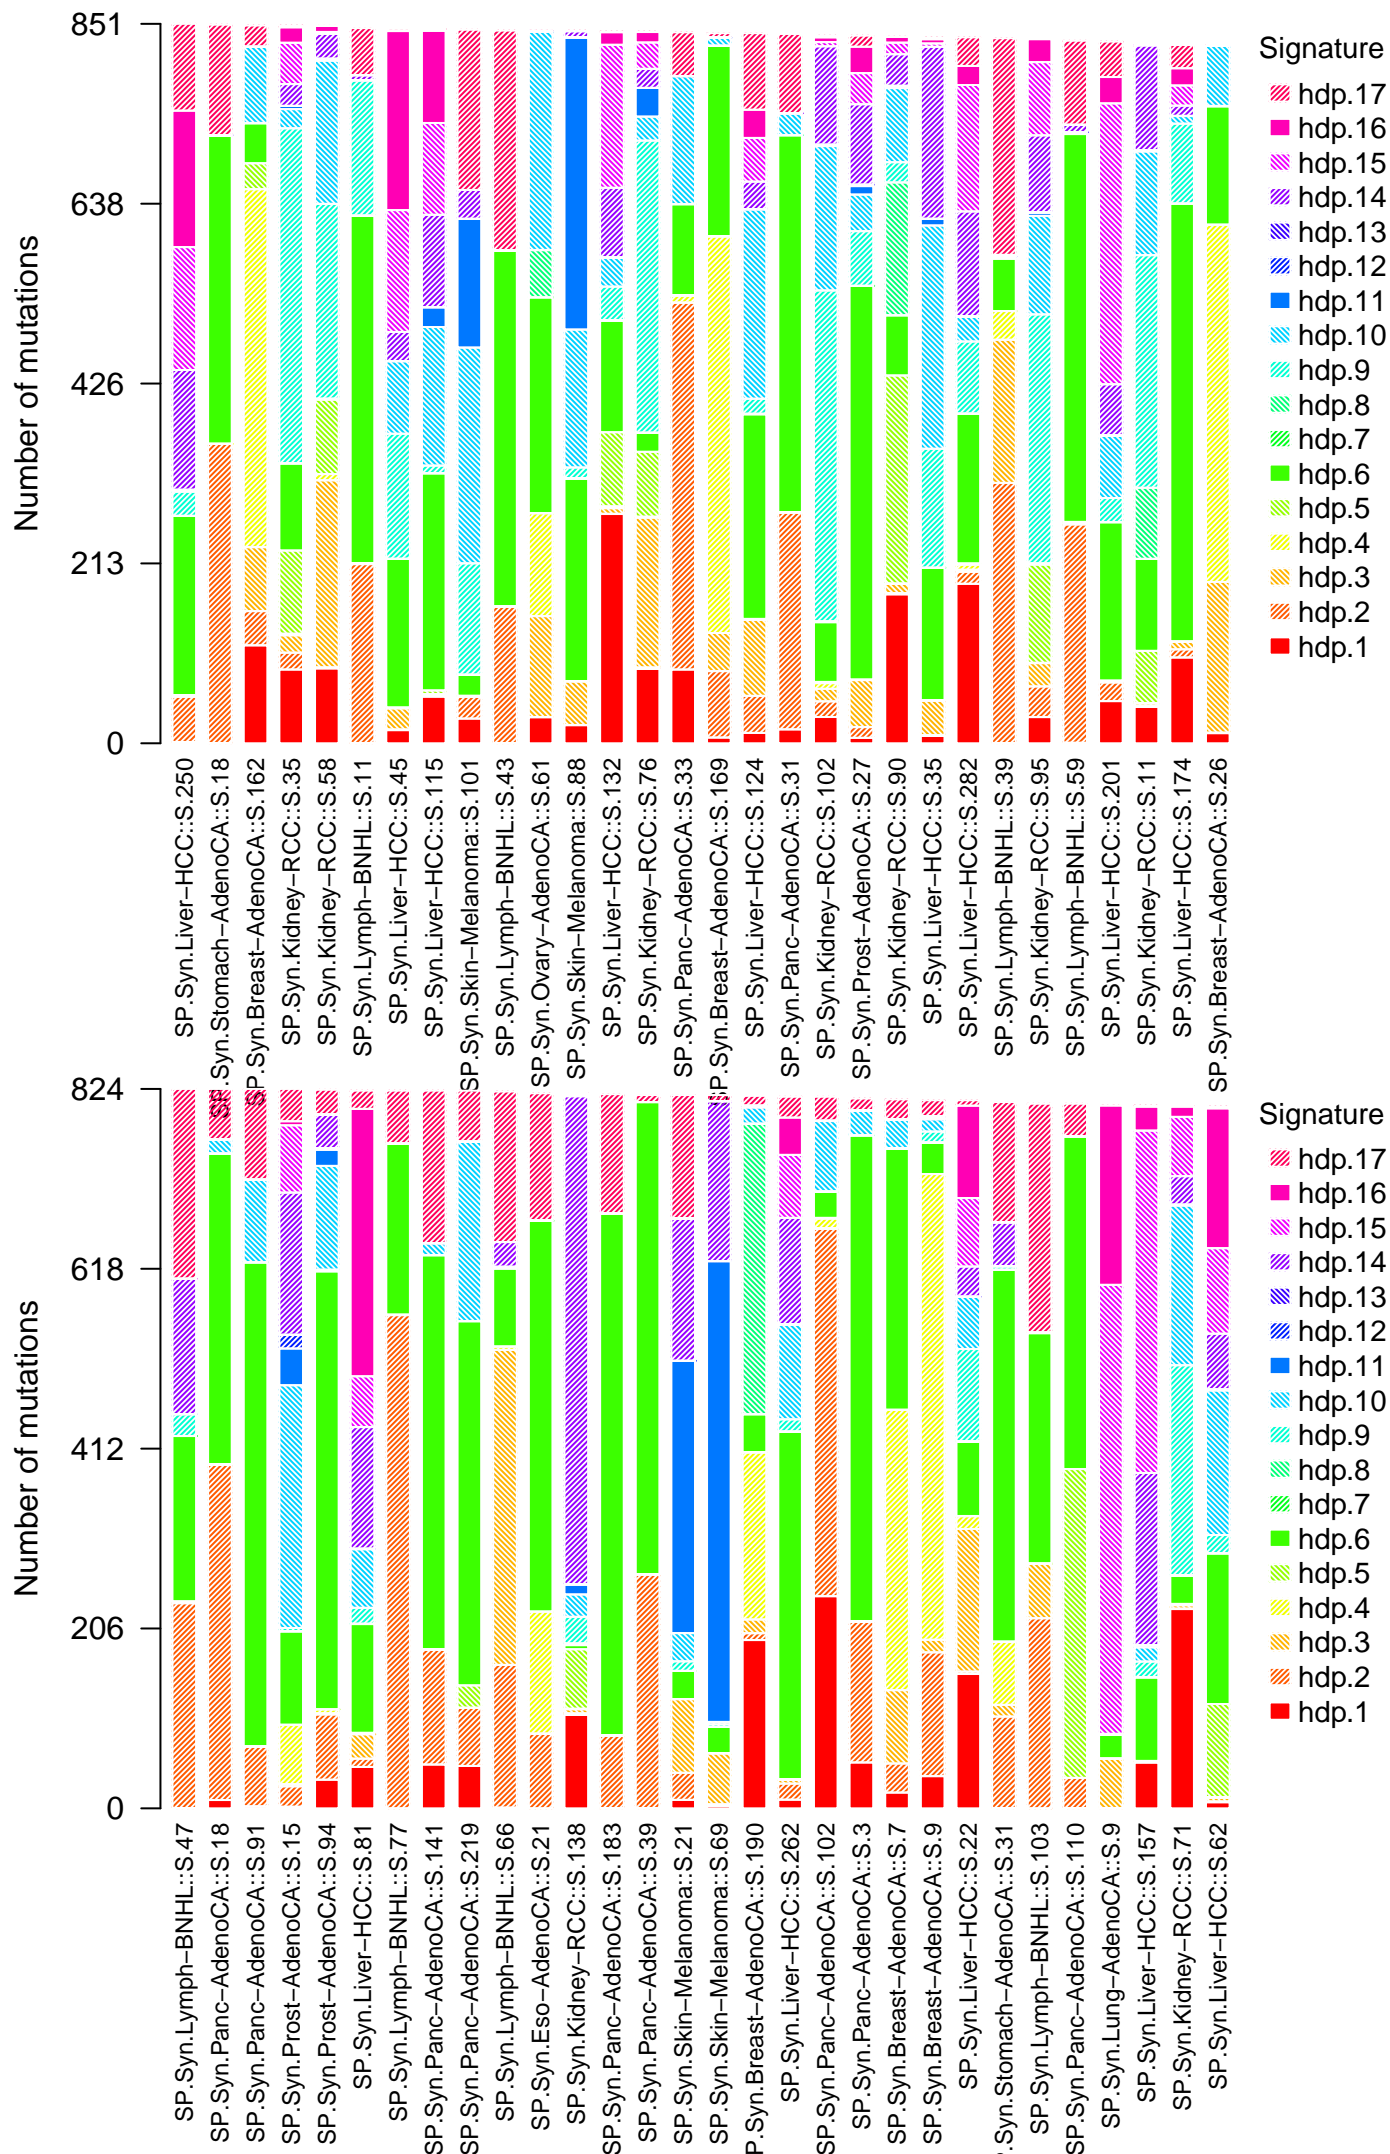 851
638
426
213
0
Number of mutations
SP.Syn.Liver−HCC::S.250
SP.Syn.Stomach−AdenoCA::S.18
SP.Syn.Breast−AdenoCA::S.162
SP.Syn.Kidney−RCC::S.35
SP.Syn.Kidney−RCC::S.58
SP.Syn.Lymph−BNHL::S.11
SP.Syn.Liver−HCC::S.45
SP.Syn.Liver−HCC::S.115
SP.Syn.Skin−Melanoma::S.101
SP.Syn.Lymph−BNHL::S.43
SP.Syn.Ovary−AdenoCA::S.61
SP.Syn.Skin−Melanoma::S.88
SP.Syn.Liver−HCC::S.132
SP.Syn.Kidney−RCC::S.76
SP.Syn.Panc−AdenoCA::S.33
SP.Syn.Breast−AdenoCA::S.169
SP.Syn.Liver−HCC::S.124
SP.Syn.Panc−AdenoCA::S.31
SP.Syn.Kidney−RCC::S.102
SP.Syn.Prost−AdenoCA::S.27
SP.Syn.Kidney−RCC::S.90
SP.Syn.Liver−HCC::S.35
SP.Syn.Liver−HCC::S.282
SP.Syn.Lymph−BNHL::S.39
SP.Syn.Kidney−RCC::S.95
SP.Syn.Lymph−BNHL::S.59
SP.Syn.Liver−HCC::S.201
SP.Syn.Kidney−RCC::S.11
SP.Syn.Liver−HCC::S.174
SP.Syn.Breast−AdenoCA::S.26
Signature
hdp.17
hdp.16
hdp.15
hdp.14
hdp.13
hdp.12
hdp.11
hdp.10
hdp.9
hdp.8
hdp.7
hdp.6
hdp.5
hdp.4
hdp.3
hdp.2
hdp.1
824
618
412
206
0
Number of mutations
SP.Syn.Lymph−BNHL::S.47
SP.Syn.Panc−AdenoCA::S.18
SP.Syn.Panc−AdenoCA::S.91
SP.Syn.Prost−AdenoCA::S.15
SP.Syn.Prost−AdenoCA::S.94
SP.Syn.Liver−HCC::S.81
SP.Syn.Lymph−BNHL::S.77
SP.Syn.Panc−AdenoCA::S.141
SP.Syn.Panc−AdenoCA::S.219
SP.Syn.Lymph−BNHL::S.66
SP.Syn.Eso−AdenoCA::S.21
SP.Syn.Kidney−RCC::S.138
SP.Syn.Panc−AdenoCA::S.183
SP.Syn.Panc−AdenoCA::S.39
SP.Syn.Skin−Melanoma::S.21
SP.Syn.Skin−Melanoma::S.69
P.Syn.Breast−AdenoCA::S.190
SP.Syn.Liver−HCC::S.262
SP.Syn.Panc−AdenoCA::S.102
SP.Syn.Panc−AdenoCA::S.3
SP.Syn.Breast−AdenoCA::S.7
SP.Syn.Breast−AdenoCA::S.9
SP.Syn.Liver−HCC::S.22
.Syn.Stomach−AdenoCA::S.31
SP.Syn.Lymph−BNHL::S.103
SP.Syn.Panc−AdenoCA::S.110
SP.Syn.Lung−AdenoCA::S.9
SP.Syn.Liver−HCC::S.157
SP.Syn.Kidney−RCC::S.71
SP.Syn.Liver−HCC::S.62
Signature
hdp.17
hdp.16
hdp.15
hdp.14
hdp.13
hdp.12
hdp.11
hdp.10
hdp.9
hdp.8
hdp.7
hdp.6
hdp.5
hdp.4
hdp.3
hdp.2
hdp.1